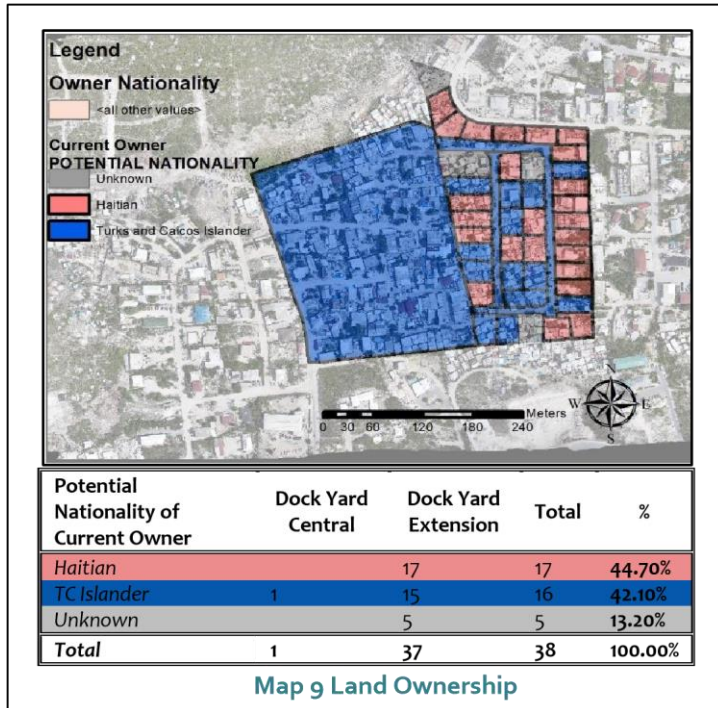 Legend
Owner Nationality
<all other values>
Current Owner
POTENTIAL NATIONALITY
Unknown
Haitian
Turks and Caicos Islander
N
W E
S
Meters
0 30 60 120 180 240
Potential Nationality of Current Owner Dock Yard Central Dock Yard Extension Total %
Haitian 17 17 44.70%
TC Islander 1 15 16 42.10%
Unknown 5 5 13.20%
Total 1 37 38 100.00%
Map 9 Land Ownership